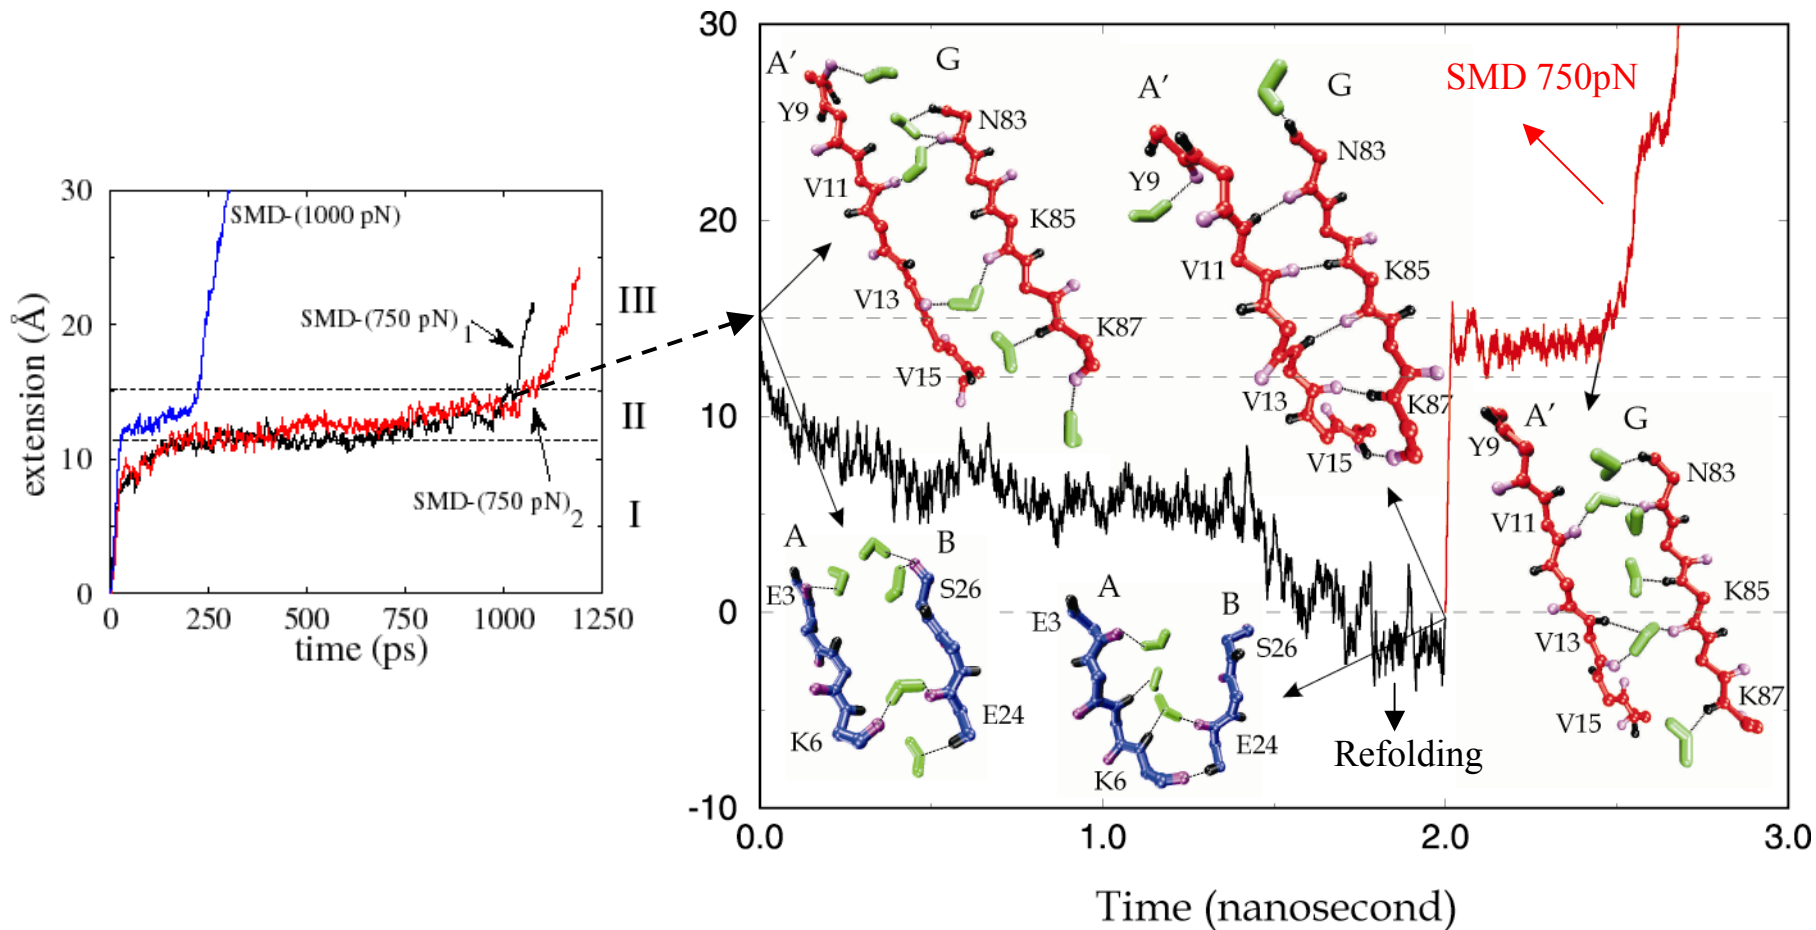 30
20
10
0
extension (Å)
0
250
500
750
1000
1250
time (ps)
SMD-(1000 pN)
SMD-(750 pN)1
SMD-(750 pN)2
III
II
I
30
20
10
0
-10
0.0
1.0
2.0
3.0
Time (nanosecond)
A′
G
Y9
N83
V11
K85
V13
K87
V15
A′
G
Y9
N83
V11
K85
V13
K87
V15
SMD 750pN
A
B
E3
S26
K6
E24
A
B
E3
S26
K6
E24
Refolding
A′
G
Y9
N83
V11
K85
V13
K87
V15